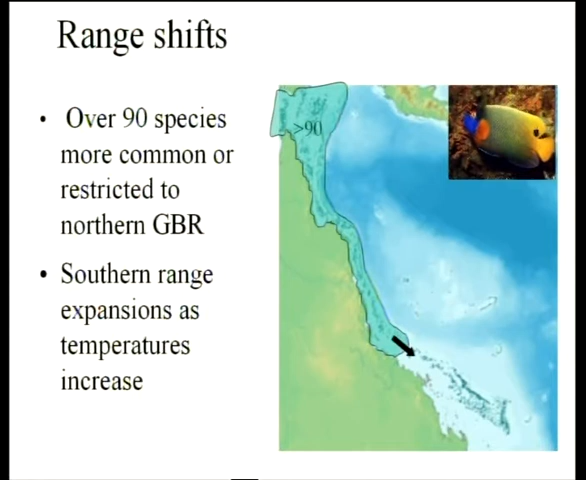 Range shifts
• Over 90 species
more common or
restricted to
northern GBR
• Southern range
expansions as
temperatures
increase
>90